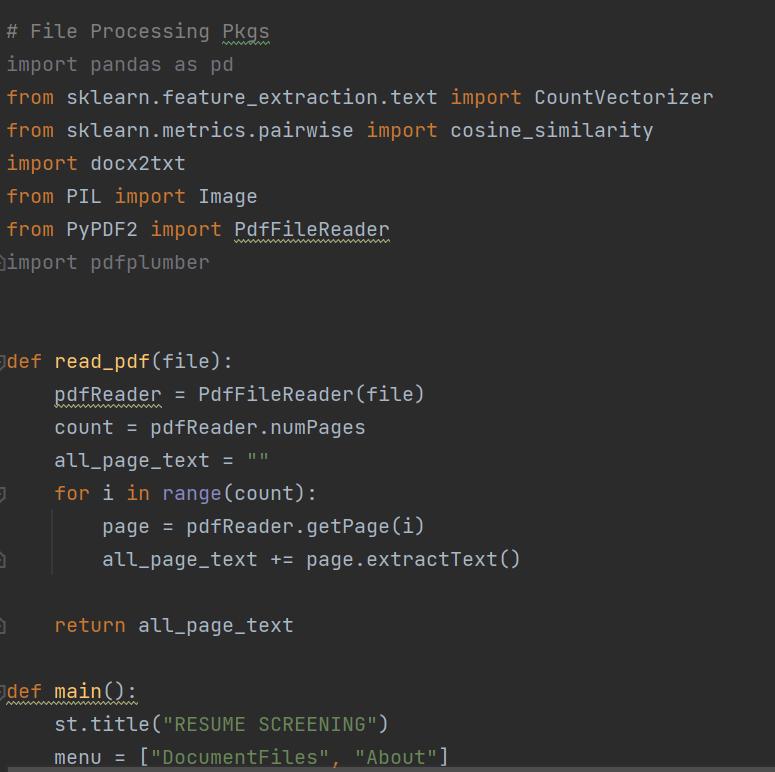 # File Processing Pkgs
import pandas as pd
from sklearn.feature_extraction.text import CountVectorizer
from sklearn.metrics.pairwise import cosine_similarity
import docx2txt
from PIL import Image
from PyPDF2 import PdfFileReader
import pdfplumber
def read_pdf(file):
    pdfReader = PdfFileReader(file)
    count = pdfReader.numPages
    all_page_text = ""
    for i in range(count):
        page = pdfReader.getPage(i)
        all_page_text += page.extractText()
    return all_page_text
def main():
    st.title("RESUME SCREENING")
    menu = ["DocumentFiles", "About"]